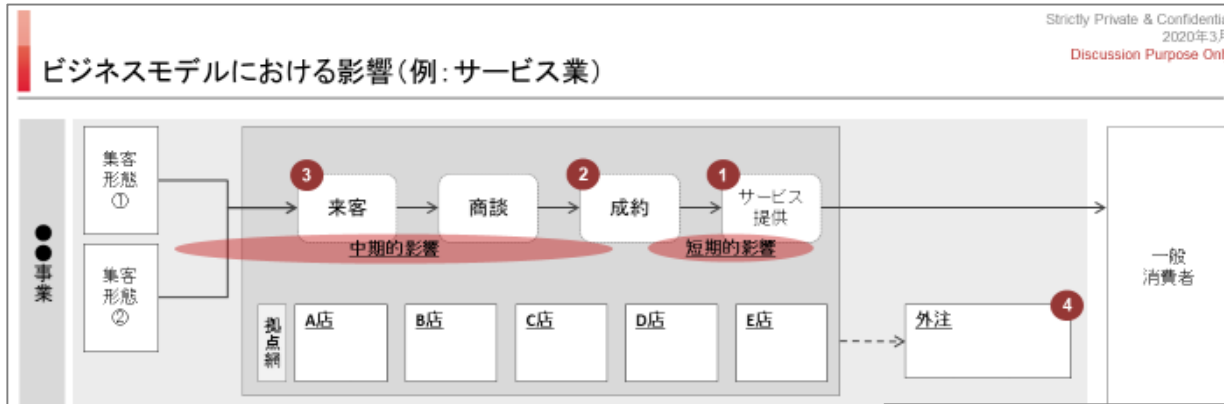 Strictly Private & Confidentia
2020年3月
Discussion Purpose Onl
ビジネスモデルにおける影響(例:サービス業)
●●事業
集客
形態
①
集客
形態
②
3
来客
商談
2
成約
1
サービス
提供
中期的影響
短期的影響
一般
消費者
拠点網
A店
B店
C店
D店
E店
外注
4